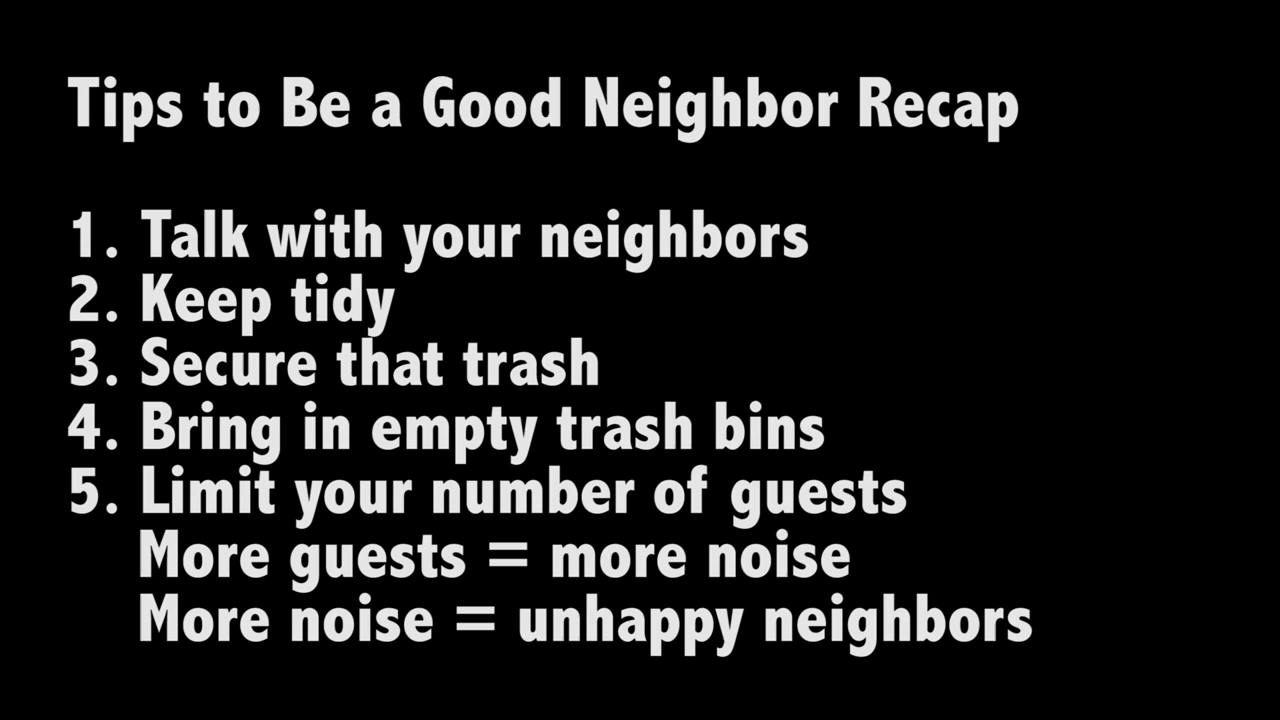 Tips to Be a Good Neighbor Recap
1. Talk with your neighbors
2. Keep tidy
3. Secure that trash
4. Bring in empty trash bins
5. Limit your number of guests
More guests = more noise
More noise = unhappy neighbors